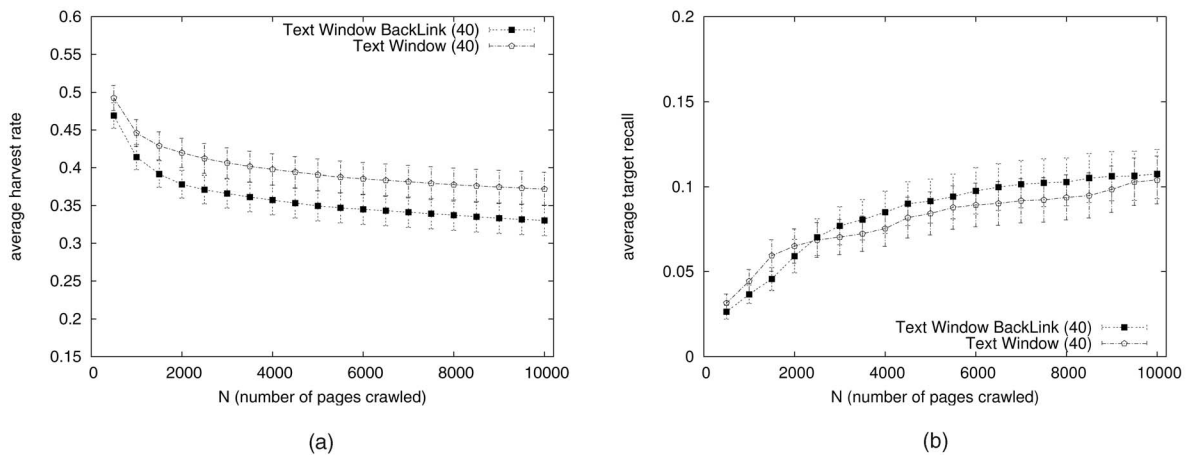 0.6
0.55
0.5
0.45
0.4
0.35
0.3
0.25
0.2
0.15
average harvest rate
0 2000 4000 6000 8000 10000
N (number of pages crawled)
Text Window BackLink (40)
Text Window (40)
(a)
0.2
0.15
0.1
0.05
0
average target recall
0 2000 4000 6000 8000 10000
N (number of pages crawled)
Text Window BackLink (40)
Text Window (40)
(b)